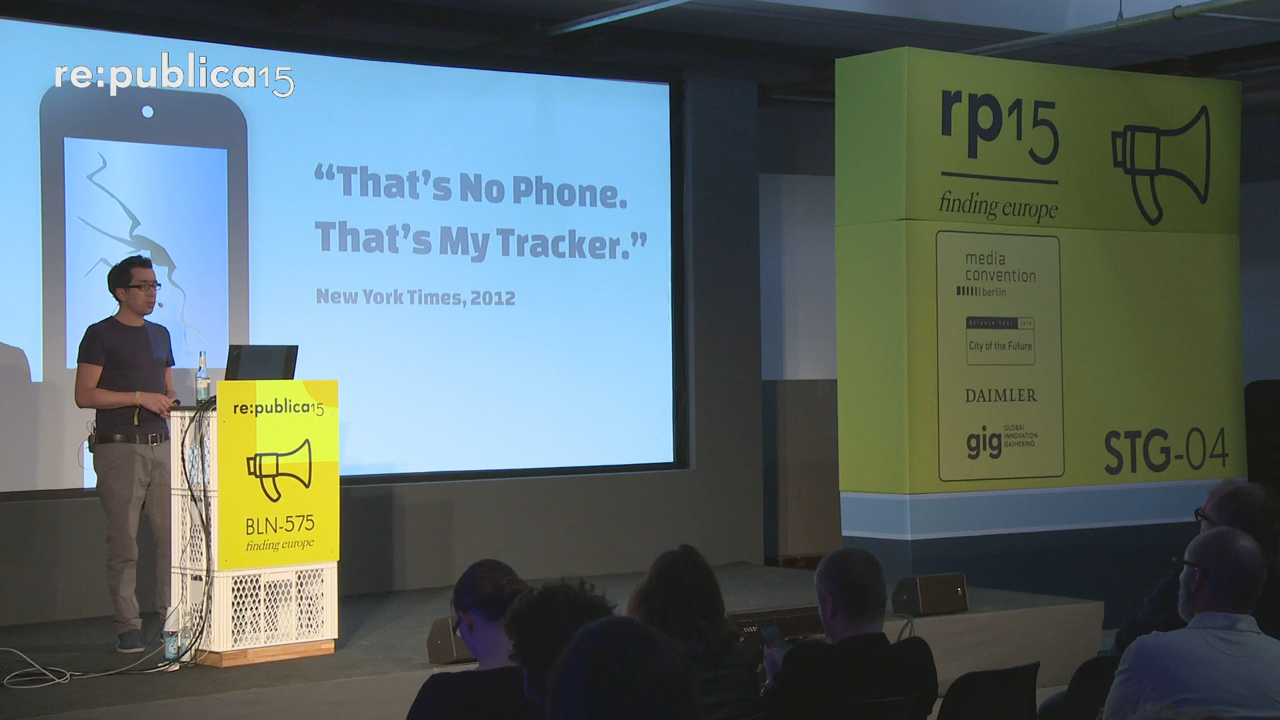 re:publica15
“That’s No Phone.
That’s My Tracker.”
New York Times, 2012
re:publica15
BLN-575
finding europe
rp15
finding europe
media
convention
berlin
City of the Future
DAIMLER
gig GLOBAL
INNOVATION
GATHERING
STG-04